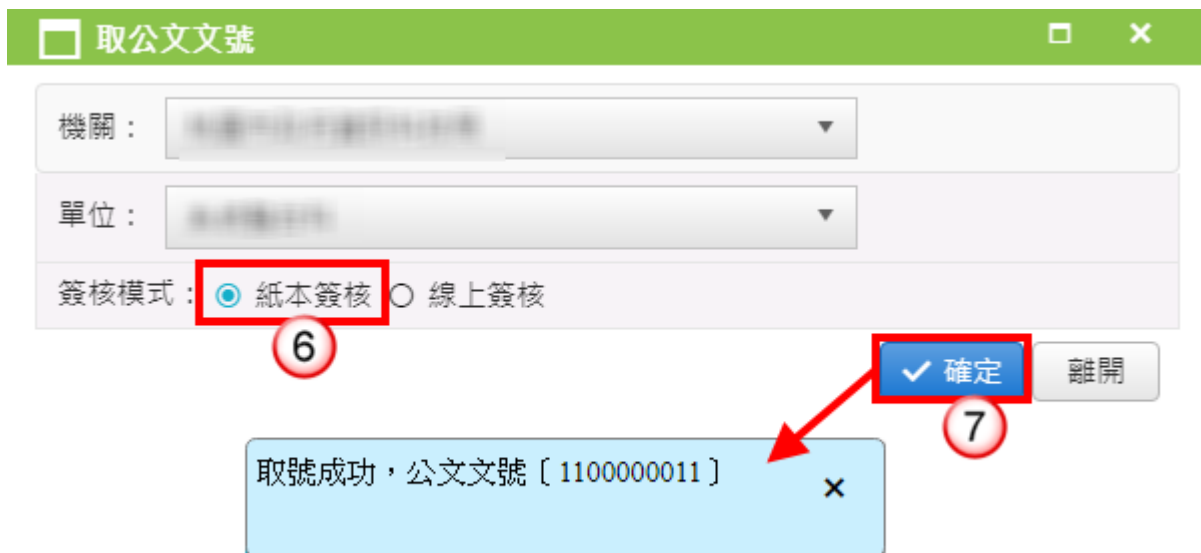 取公文文號
機關：
單位：
簽核模式： 紙本簽核 線上簽核
6
確定 離開
7
取號成功，公文文號〔1100000011〕